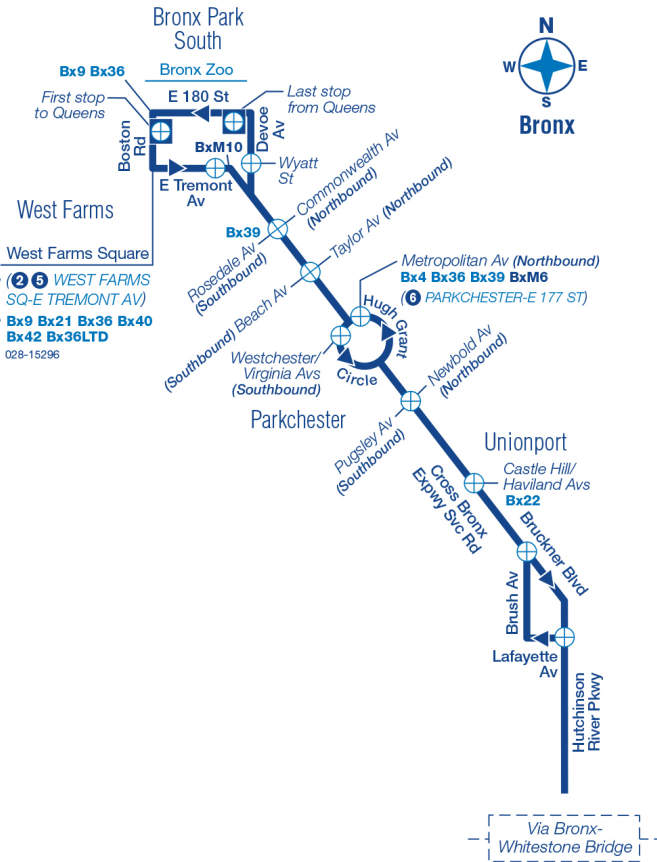 Bronx Park
South
Bx9 Bx36
Bronx Zoo
N
W
E
S
Bronx
First stop
to Queens
E 180 St
Last stop
from Queens
Boston
Rd
Devoe
Av
BxM10
Wyatt
St
E Tremont
Av
West Farms
West Farms Square
(2 5 WEST FARMS
SQ-E TREMONT AV)
Bx9 Bx21 Bx36 Bx40
Bx42 Bx36LTD
028-15296
Bx39
Commonwealth Av
(Northbound)
Rosedale Av
(Southbound)
Taylor Av (Northbound)
(Southbound) Beach Av
Metropolitan Av (Northbound)
Bx4 Bx36 Bx39 BxM6
(6 PARKCHESTER-E 177 ST)
Hugh Grant
Circle
Westchester/
Virginia Avs
(Southbound)
Parkchester
Newbold Av
(Northbound)
Pugsley Av
(Southbound)
Unionport
Castle Hill/
Haviland Avs
Bx22
Cross Bronx
Expwy Svc Rd
Bruckner Blvd
Brush Av
Lafayette
Av
Hutchinson
River Pkwy
Via Bronx-
Whitestone Bridge